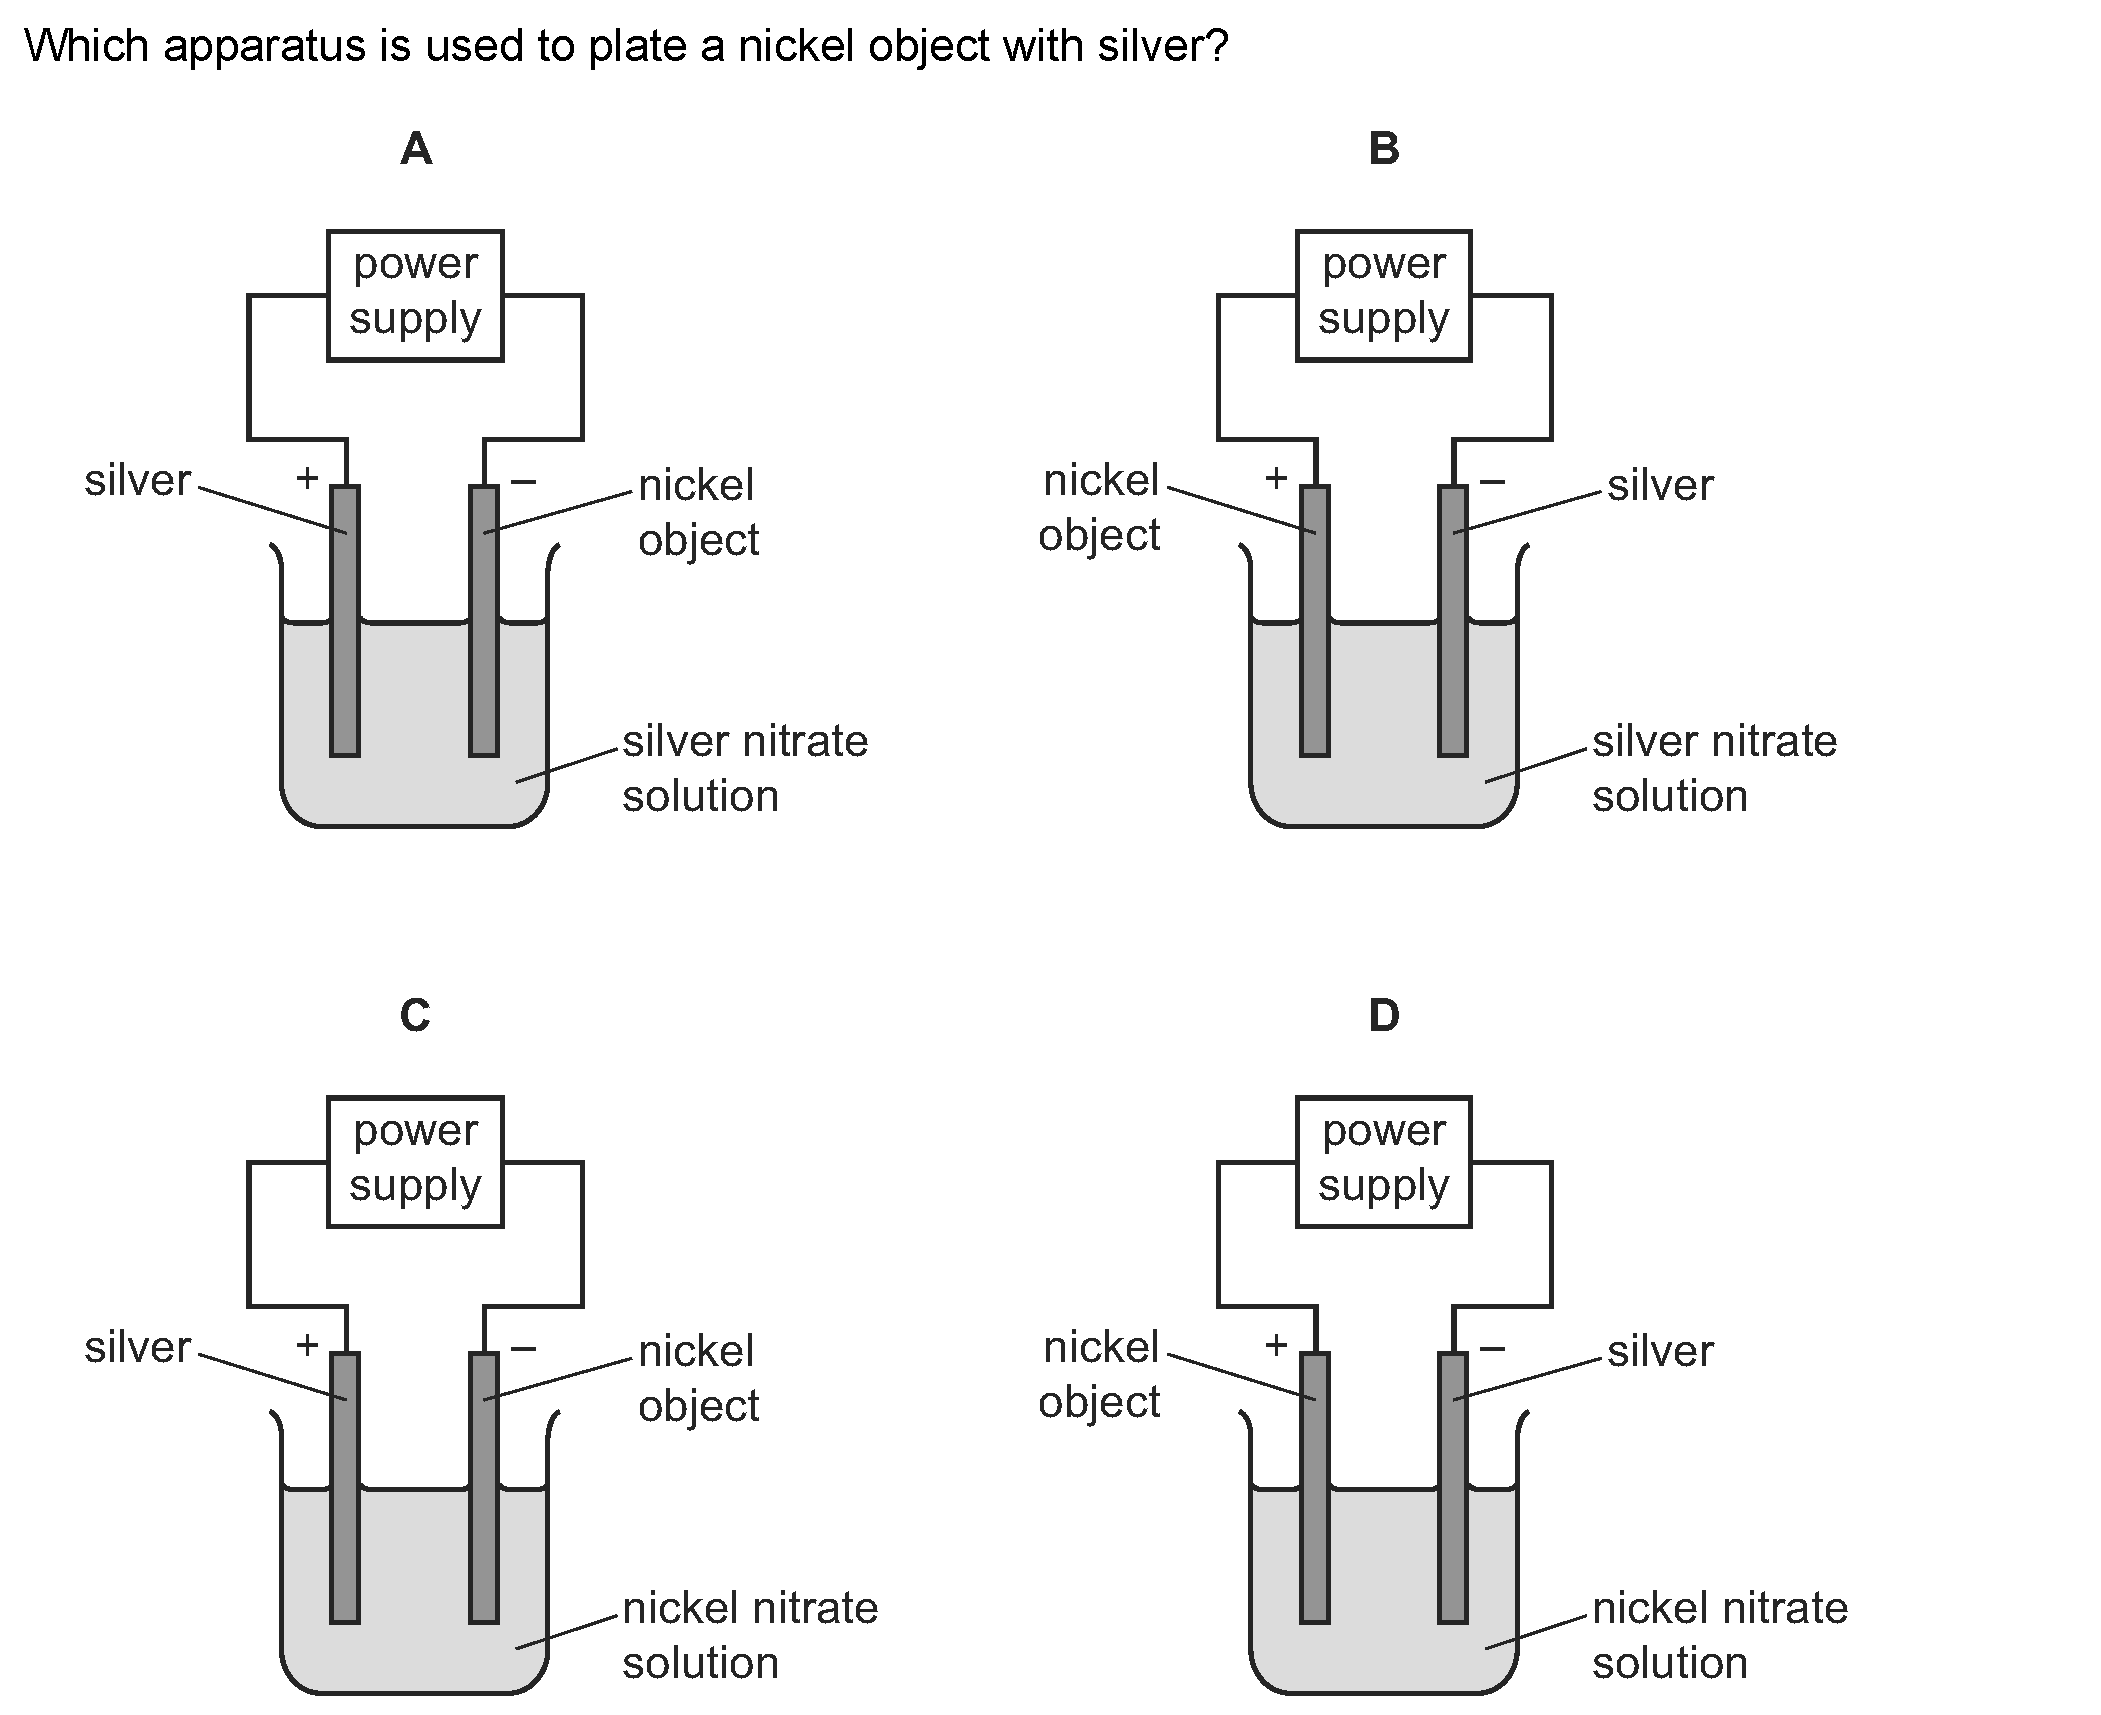 Which apparatus is used to plate a nickel object with silver?
A
power
supply
silver
+
–
nickel
object
silver nitrate
solution
B
power
supply
nickel
object
+
–
silver
silver nitrate
solution
C
power
supply
silver
+
–
nickel
object
nickel nitrate
solution
D
power
supply
nickel
object
+
–
silver
nickel nitrate
solution